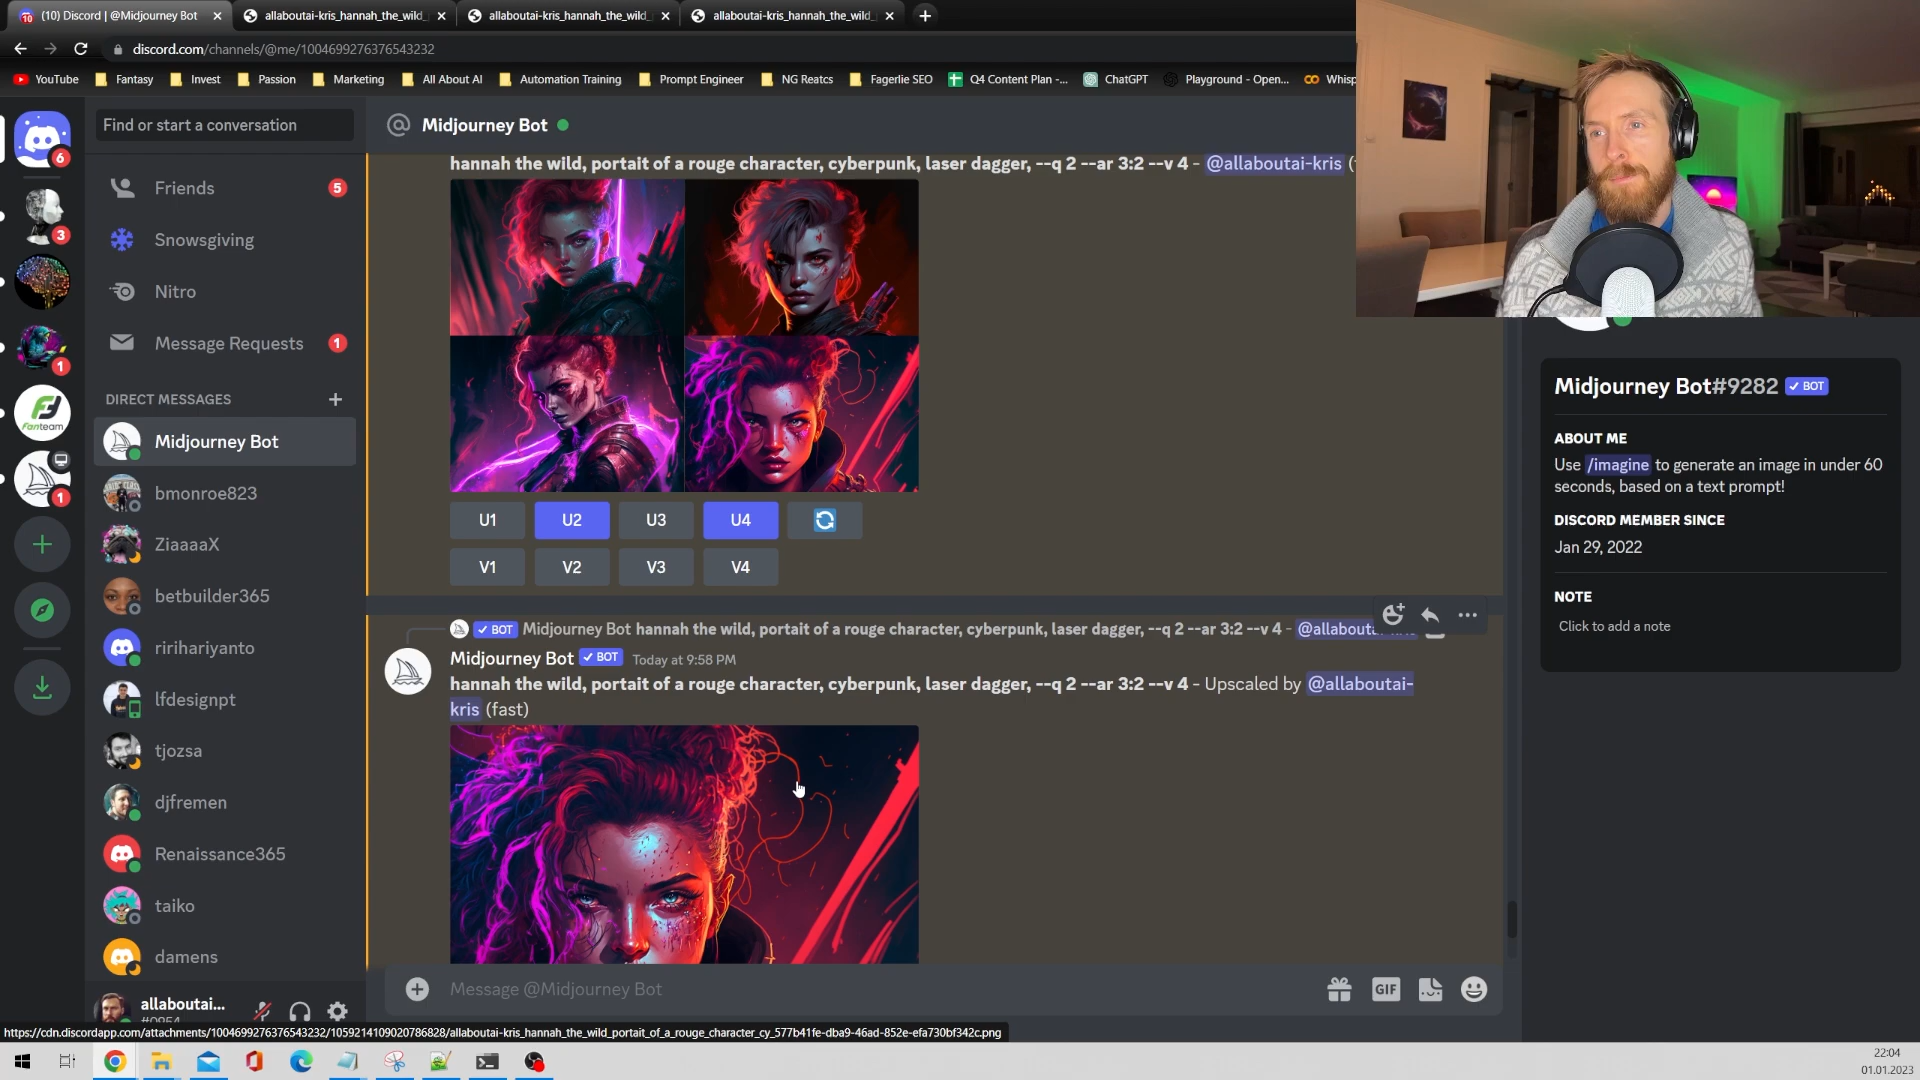 (10) Discord | @Midjourney Bot
allaboutai-kris_hannah_the_wild_
allaboutai-kris_hannah_the_wild_
allaboutai-kris_hannah_the_wild_
discord.com/channels/@me/1004699276376543232
YouTube
Fantasy
Invest
Passion
Marketing
All About AI
Automation Training
Prompt Engineer
NG Reatcs
Fagerlie SEO
Q4 Content Plan -...
ChatGPT
Playground - Open...
Whisp
Find or start a conversation
Midjourney Bot
6
Friends
5
3
Snowsgiving
Nitro
Message Requests
1
1
DIRECT MESSAGES
Fanteam
1
Midjourney Bot
bmonroe823
ZiaaaaX
betbuilder365
ririhariyanto
lfdesignpt
tjozsa
djfremen
Renaissance365
taiko
damens
allaboutai...
hannah the wild, portait of a rouge character, cyberpunk, laser dagger, --q 2 --ar 3:2 --v 4 - @allaboutai-kris (
U1 U2 U3 U4
V1 V2 V3 V4
BOT Midjourney Bot hannah the wild, portait of a rouge character, cyberpunk, laser dagger, --q 2 --ar 3:2 --v 4 -
Midjourney Bot BOT Today at 9:58 PM
hannah the wild, portait of a rouge character, cyberpunk, laser dagger, --q 2 --ar 3:2 --v 4 - Upscaled by @allaboutai-
kris (fast)
Message @Midjourney Bot
GIF
Midjourney Bot#9282 BOT
ABOUT ME
Use /imagine to generate an image in under 60
seconds, based on a text prompt!
DISCORD MEMBER SINCE
Jan 29, 2022
NOTE
Click to add a note
https://cdn.discordapp.com/attachments/1004699276376543232/1059214109020786828/allaboutai-kris_hannah_the_wild_portait_of_a_rouge_character_cy_577b41fe-dba9-46ad-852e-efa730bf342c.png
22:04
01.01.2023